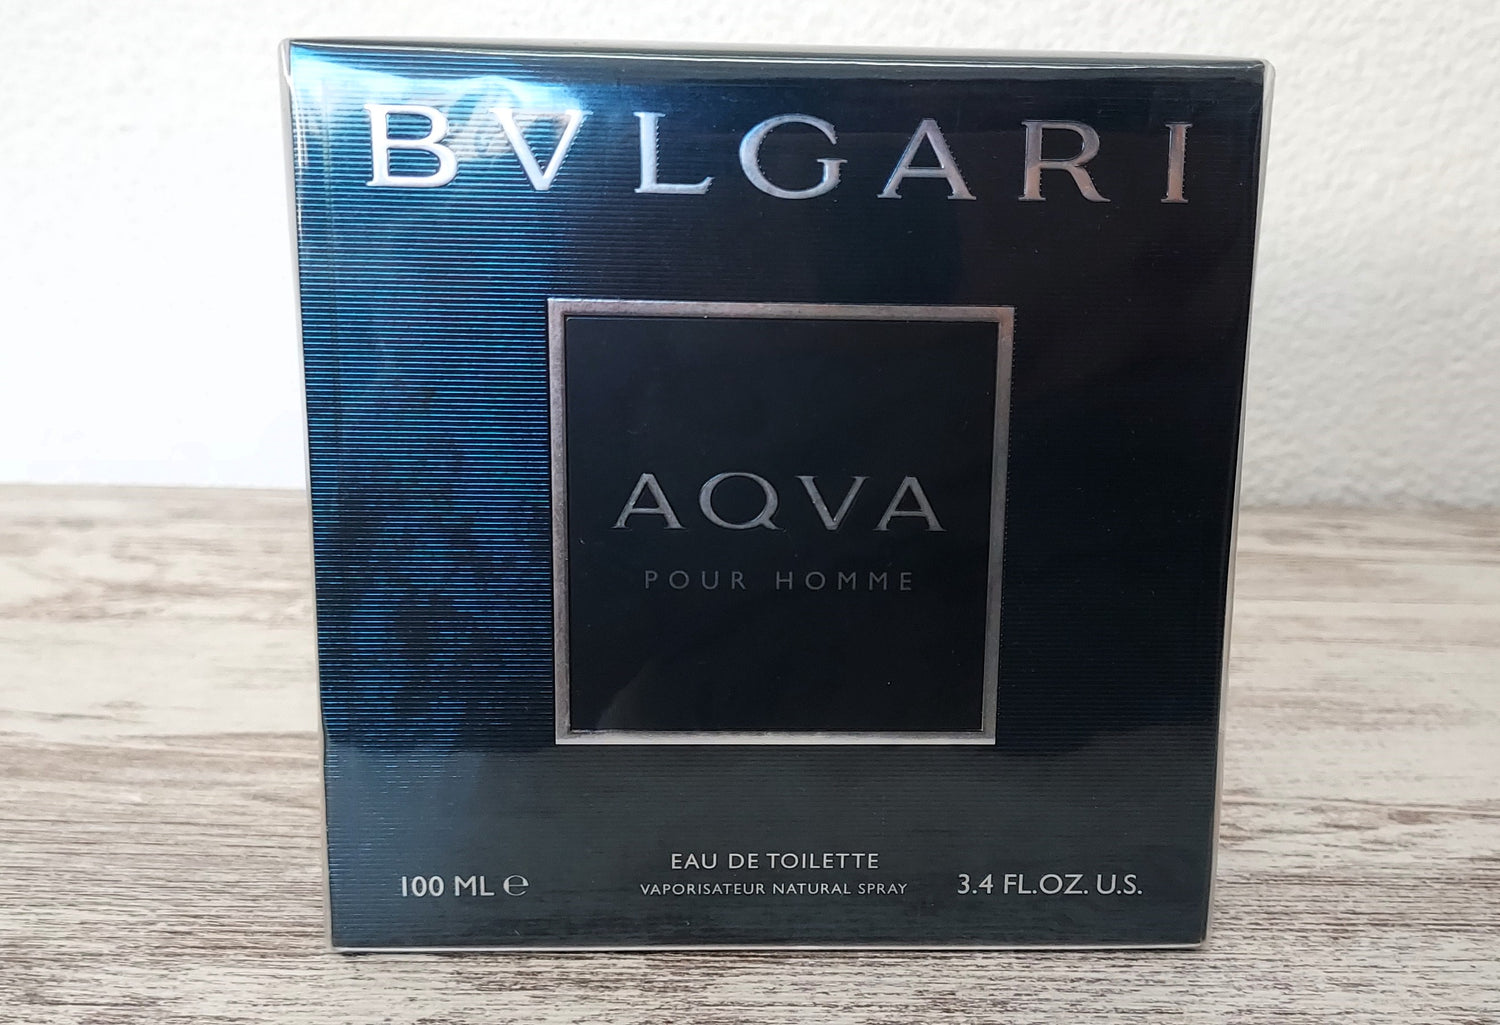 BVLGARI
AQVA
POUR HOMME
EAU DE TOILETTE
100 ML ℮
VAPORISATEUR NATURAL SPRAY
3.4 FL.OZ. U.S.